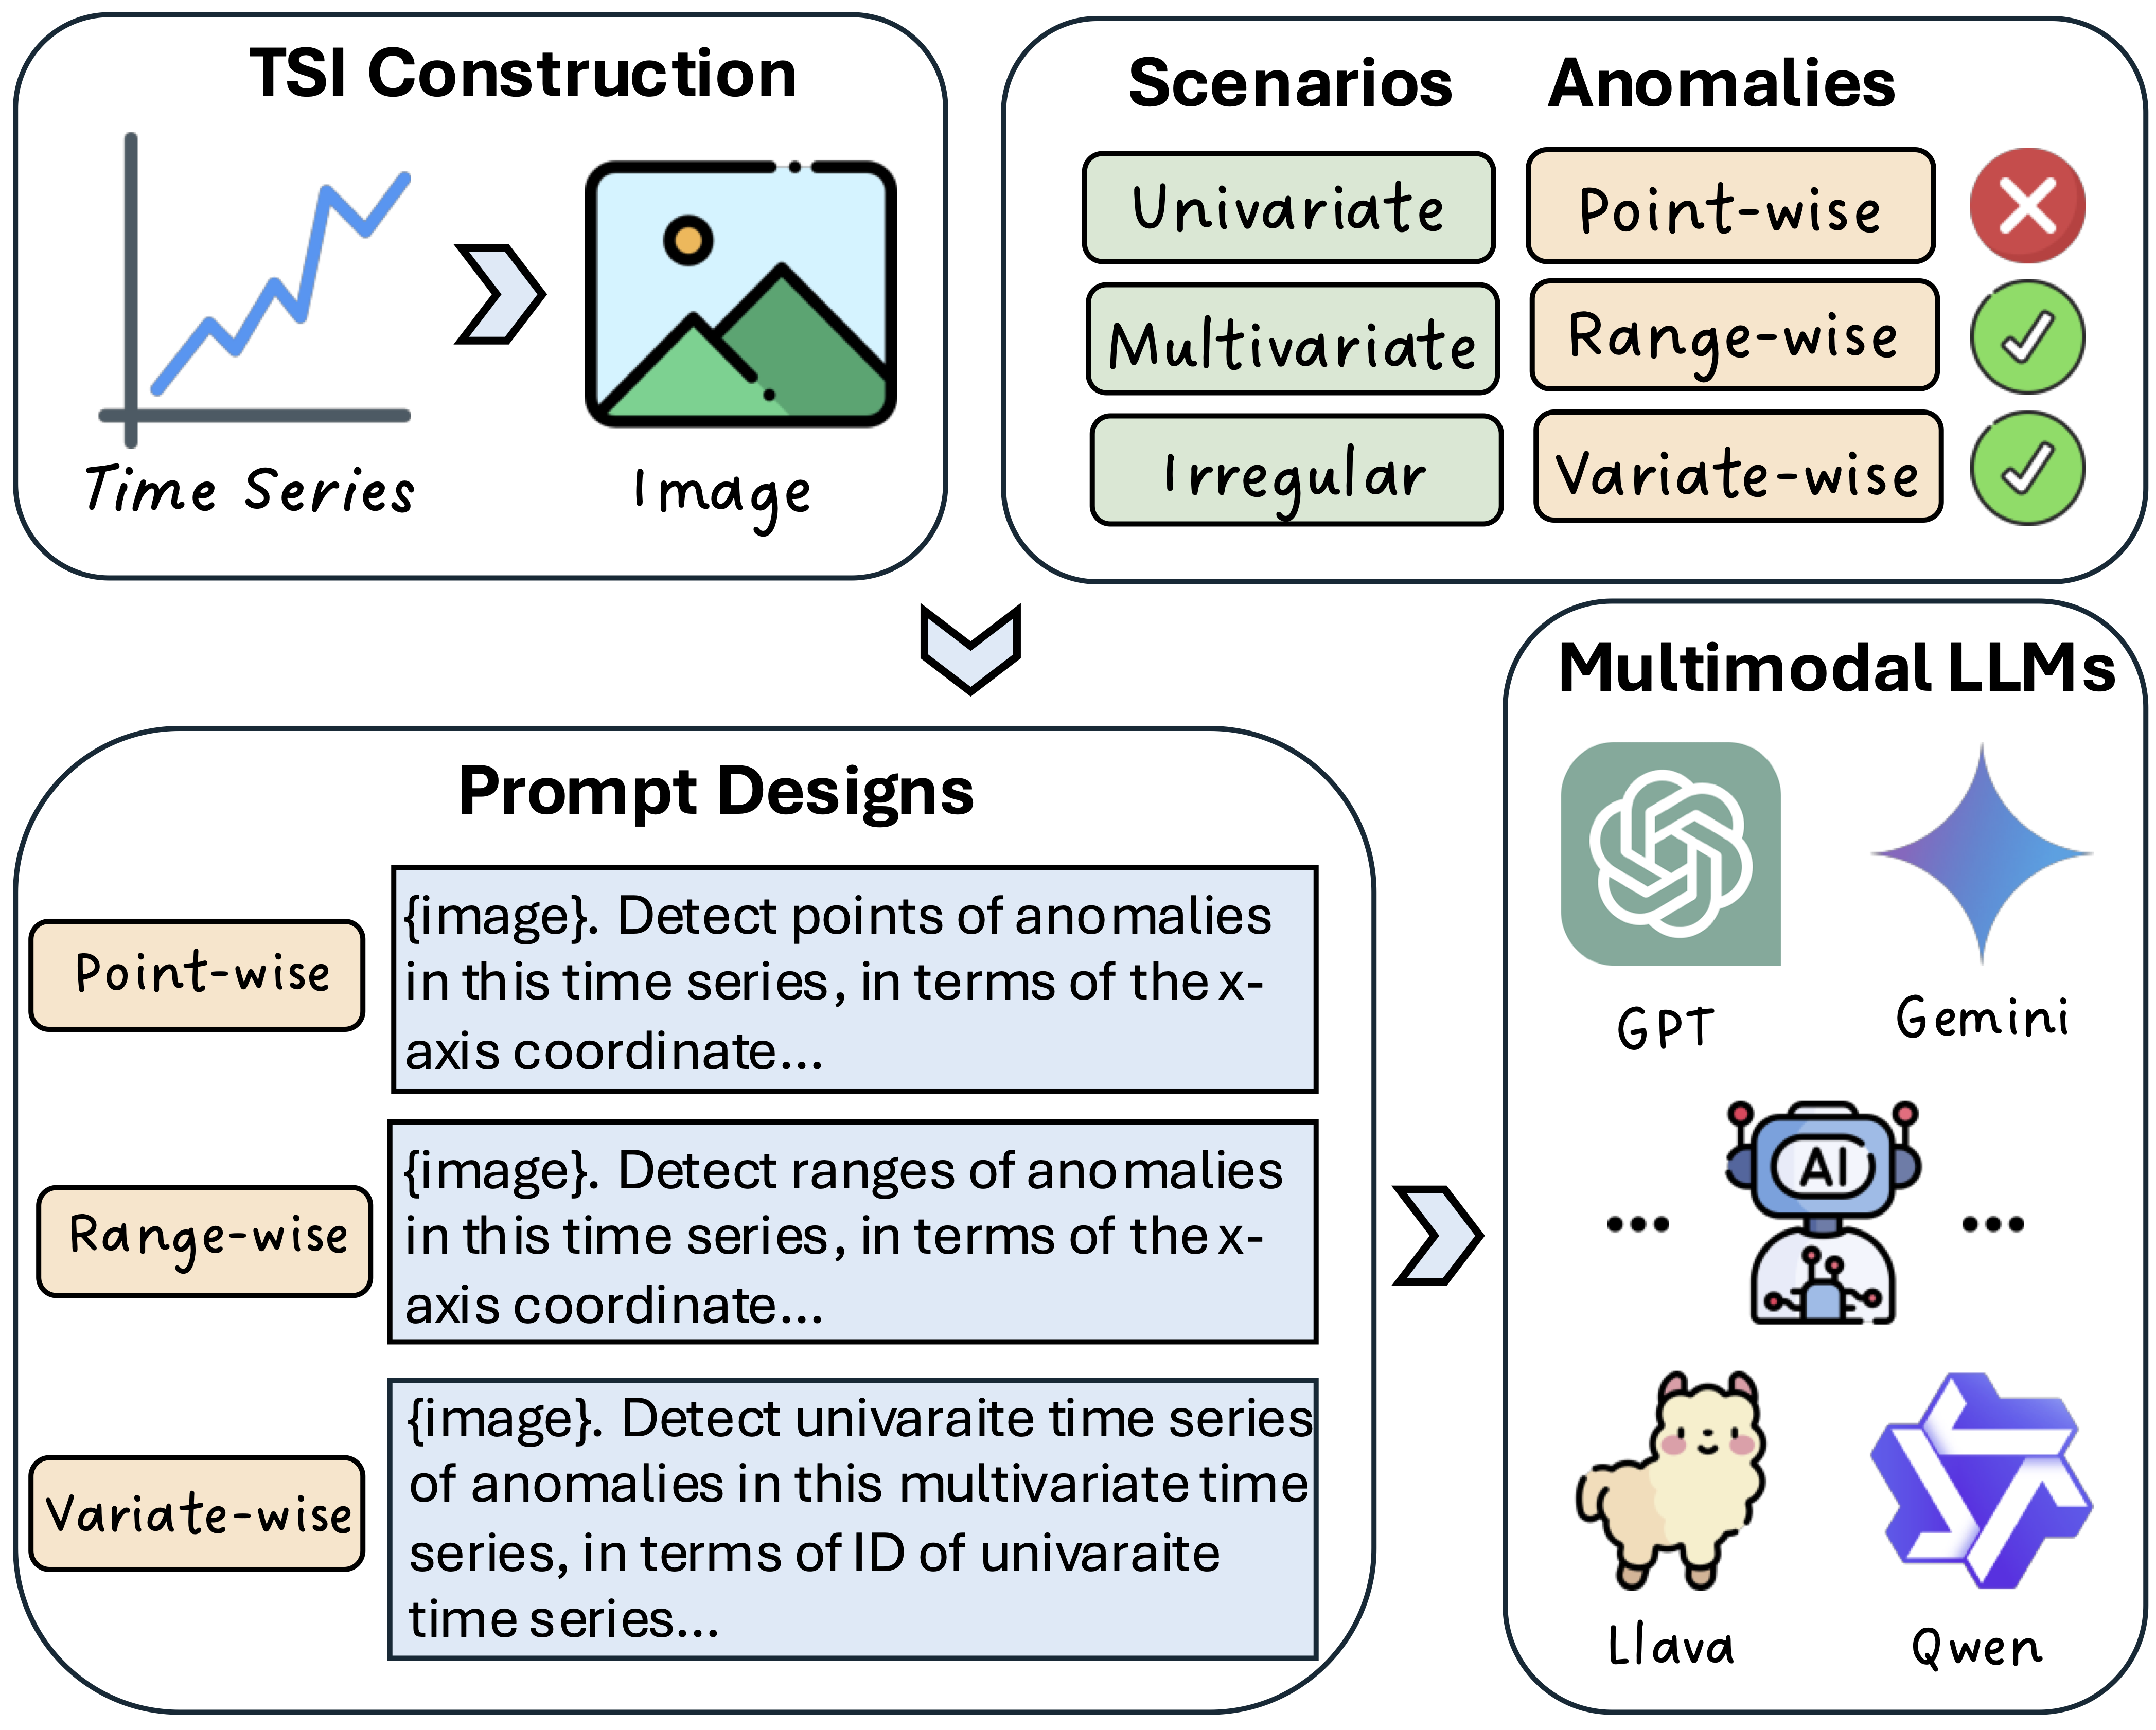 TSI Construction
Time Series
Image
Scenarios Anomalies
Univariate Point-wise
Multivariate Range-wise
Irregular Variate-wise
Prompt Designs
Point-wise
{image}. Detect points of anomalies
in this time series, in terms of the x-
axis coordinate...
Range-wise
{image}. Detect ranges of anomalies
in this time series, in terms of the x-
axis coordinate...
Variate-wise
{image}. Detect univaraite time series
of anomalies in this multivariate time
series, in terms of ID of univaraite
time series...
Multimodal LLMs
GPT
Gemini
... AI ...
Llava
Qwen